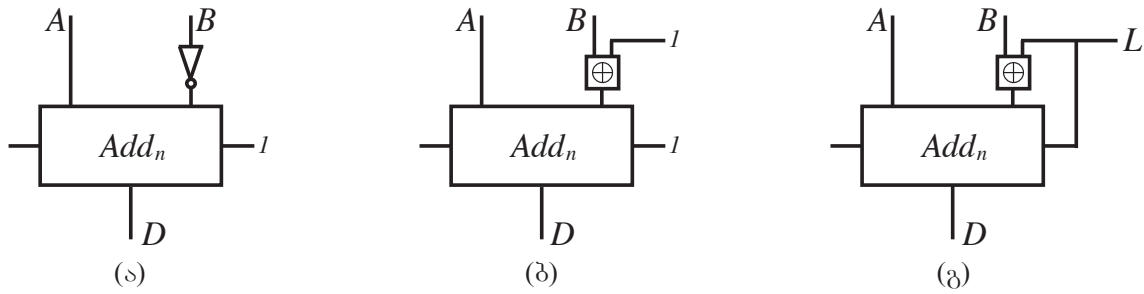 A B A B 1 A B L
⊕ ⊕
Add_n 1 Add_n 1 Add_n
D D D
(ა) (ბ) (გ)